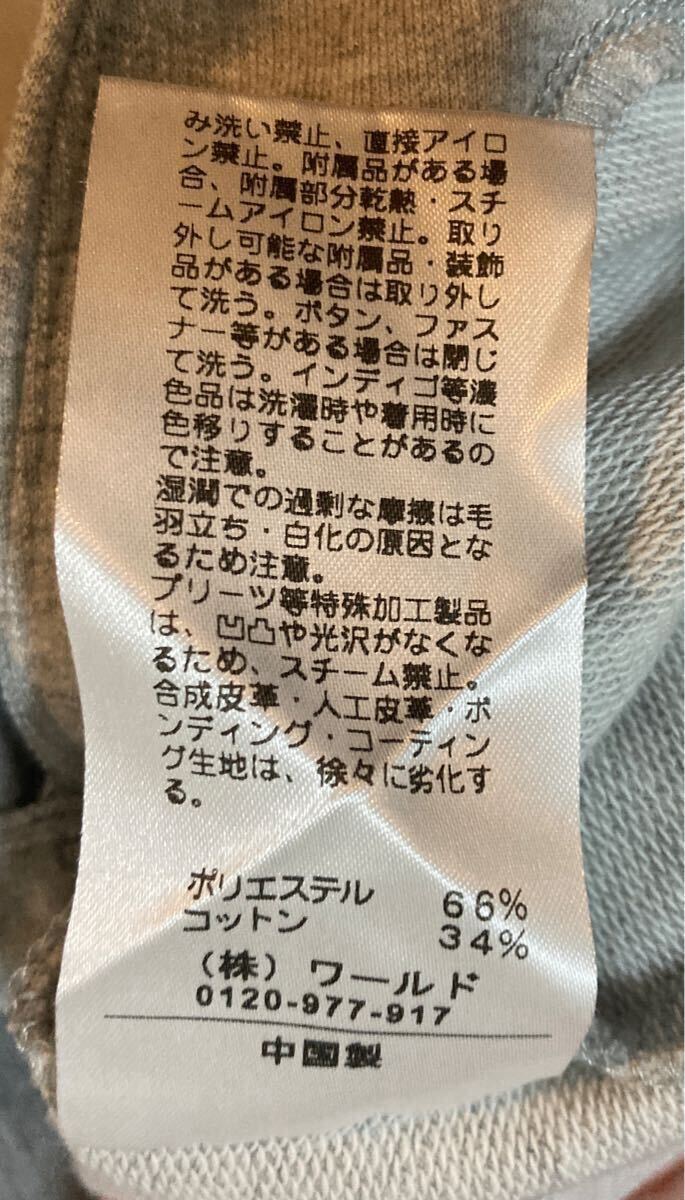 み洗い禁止、直接アイロ
ン禁止。附属品がある場
合、附属部分乾熱・スチ
ームアイロン禁止。取り
外し可能な附属品・装飾
品がある場合は取り外し
て洗う。ボタン、ファス
ナー等がある場合は閉じ
て洗う。インディゴ等濃
色品は洗濯時や着用時に
色移りすることがあるの
で注意。
湿潤での過剰な摩擦は毛
羽立ち・白化の原因とな
るため注意。
プリーツ等特殊加工製品
は、凹凸や光沢がなくな
るため、スチーム禁止。
合成皮革・人工皮革・ボ
ンディング・コーティン
グ生地は、徐々に劣化す
る。
ポリエステル 66%
コットン 34%
（株）ワールド
0120-977-917
中国製